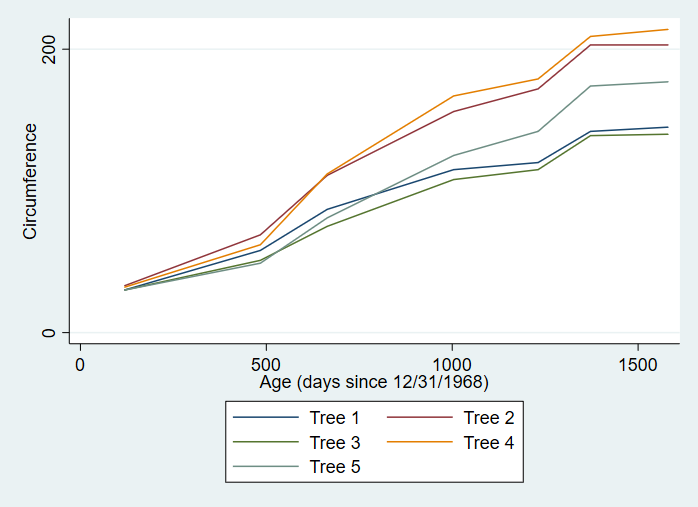 200
Circumference
0
0 500 1000 1500
Age (days since 12/31/1968)
Tree 1 Tree 2
Tree 3 Tree 4
Tree 5